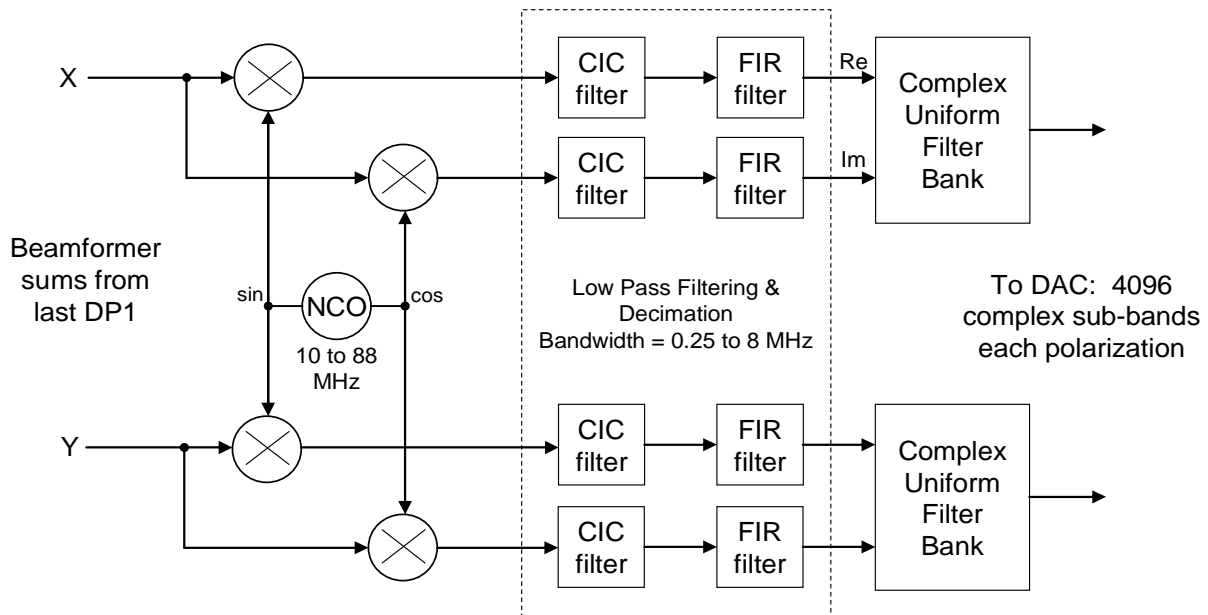 X
CIC
filter
FIR
filter
Re
Complex
Uniform
Filter
Bank
CIC
filter
FIR
filter
Im
Beamformer
sums from
last DP1
sin
NCO
cos
10 to 88
MHz
Low Pass Filtering &
Decimation
Bandwidth = 0.25 to 8 MHz
To DAC: 4096
complex sub-bands
each polarization
Y
CIC
filter
FIR
filter
Complex
Uniform
Filter
Bank
CIC
filter
FIR
filter